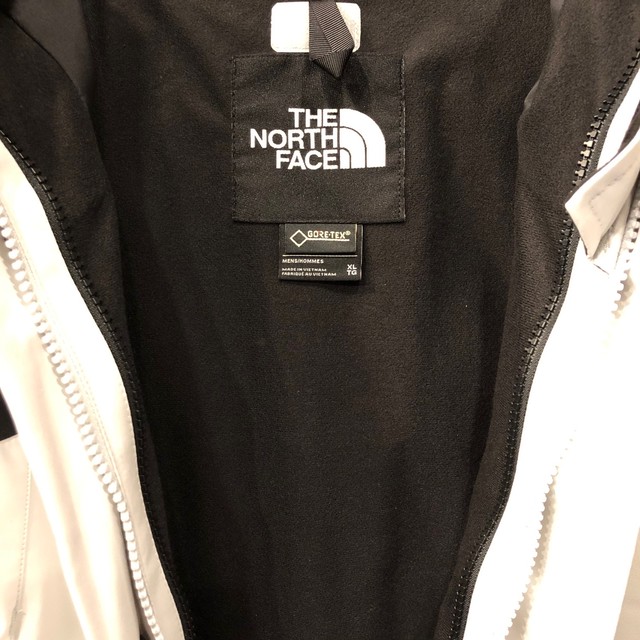 THE
NORTH
FACE
GORE-TEX®
MENS/HOMMES
MADE IN VIETNAM
FABRIQUÉ AU VIETNAM
XL
TG